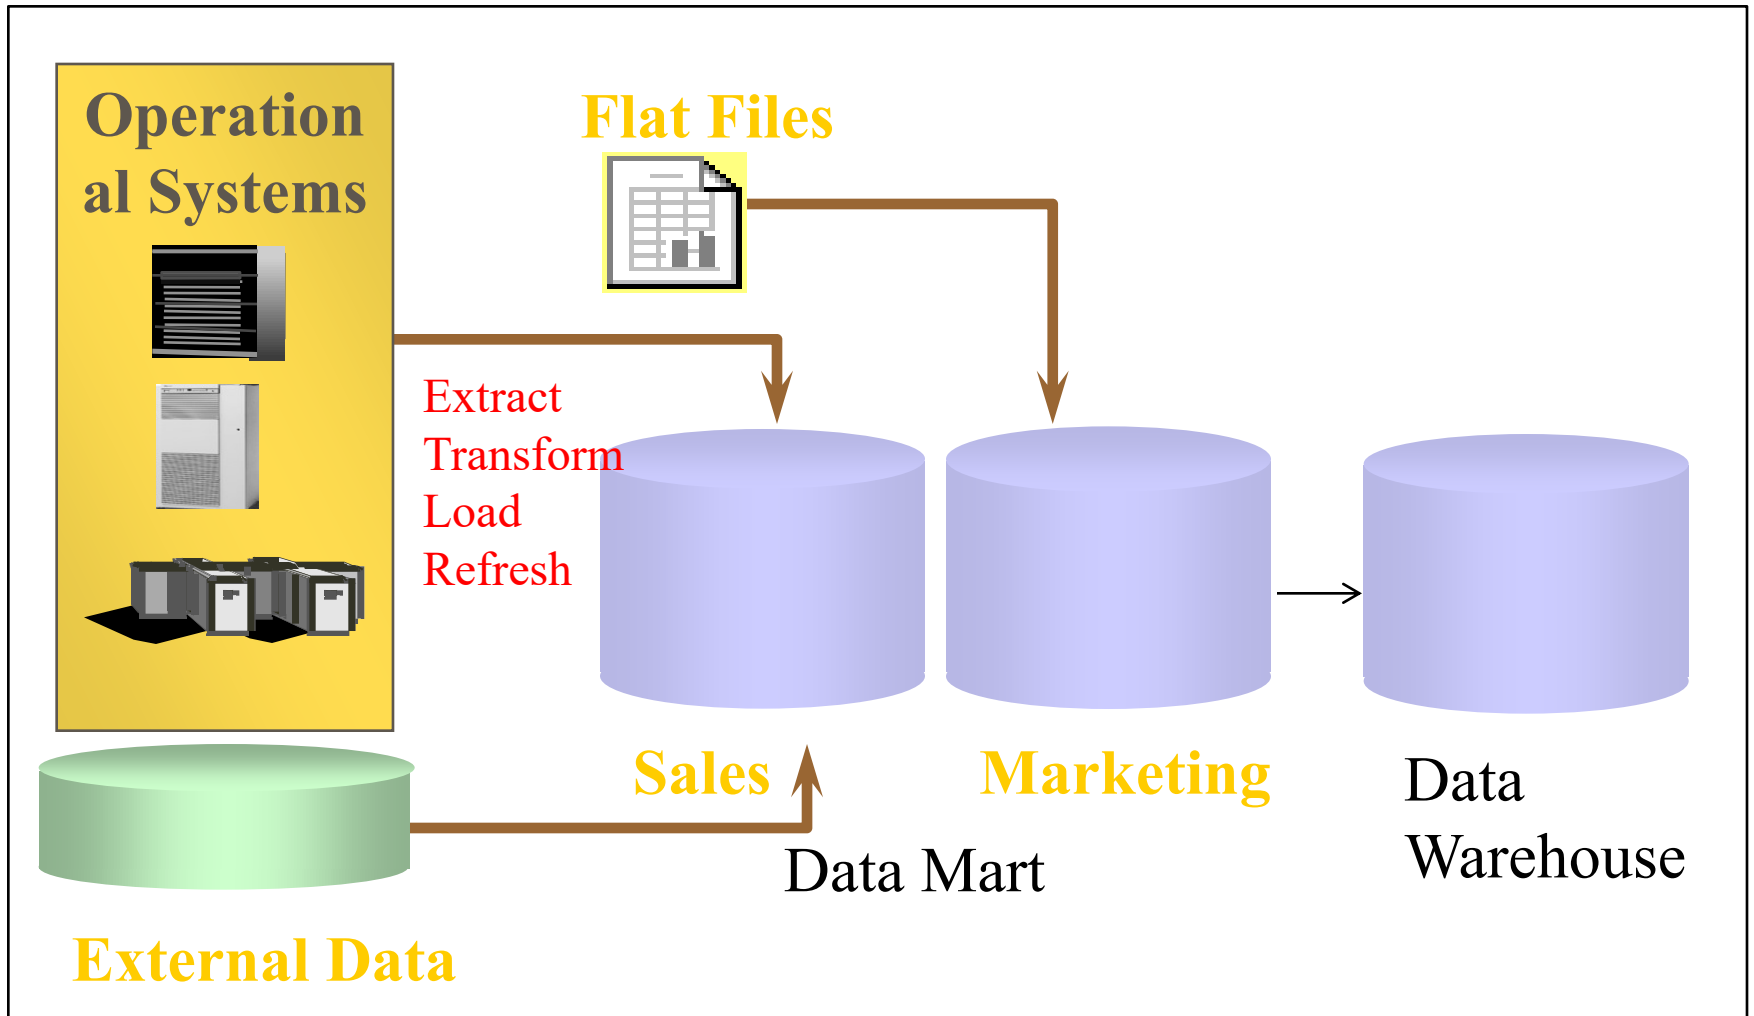 Operation
al Systems
Flat Files
Extract
Transform
Load
Refresh
Sales
Marketing
Data Mart
Data
Warehouse
External Data